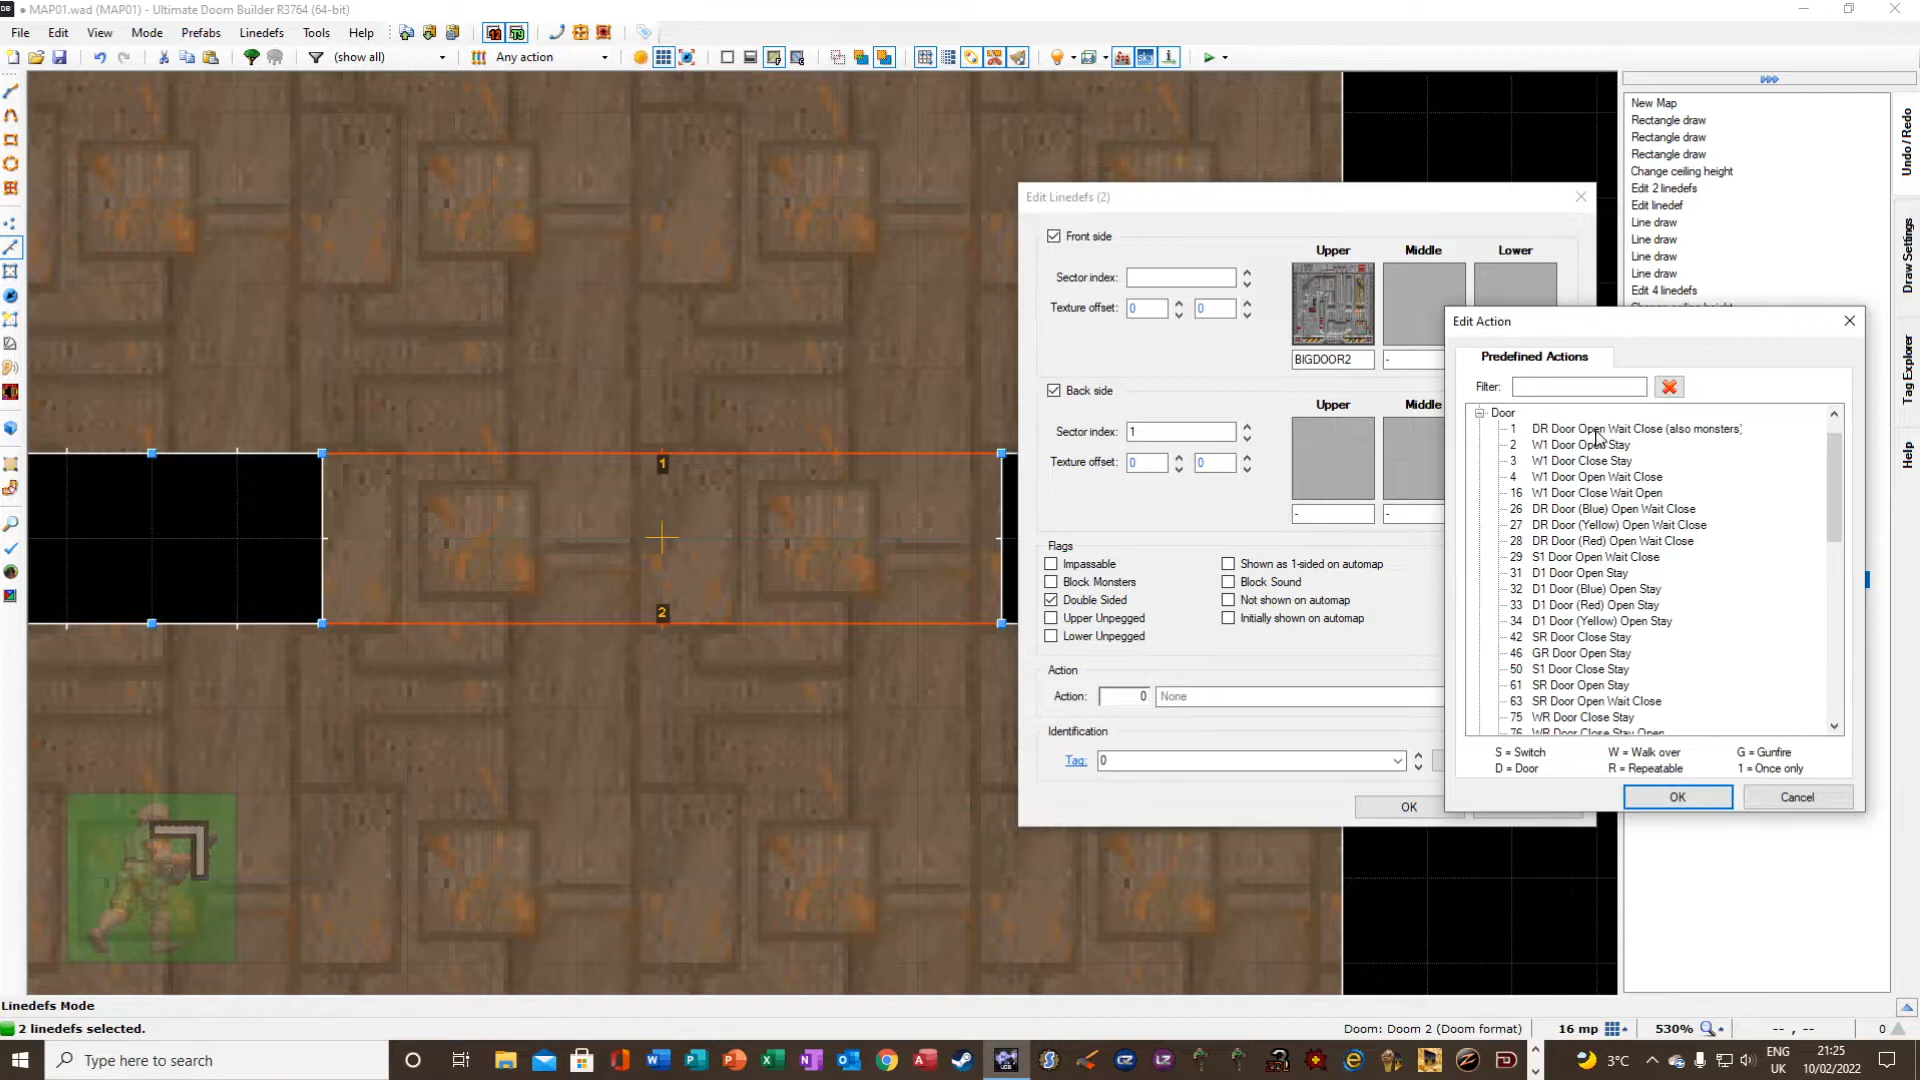 MAP01.wad (MAP01) - Ultimate Doom Builder R3764 (64-bit)
File Edit View Mode Prefabs Linedefs Tools Help
(show all) Any action
New Map
Rectangle draw
Rectangle draw
Rectangle draw
Change ceiling height
Edit 2 linedefs
Edit linedef
Line draw
Line draw
Line draw
Line draw
Edit 4 linedefs
Undo / Redo
Draw Settings
Tag Explorer
Help
1
2
Edit Linedefs (2)
Front side
Upper Middle Lower
Sector index:
Texture offset: 0 0
BIGDOOR2 -
Back side
Upper Middle
Sector index: 1
Texture offset: 0 0
-
-
Flags
Impassable Shown as 1-sided on automap
Block Monsters Block Sound
Double Sided Not shown on automap
Upper Unpegged Initially shown on automap
Lower Unpegged
Action
Action: 0 None
Identification
Tag: 0
OK
Edit Action
Predefined Actions
Filter:
Door
1 DR Door Open Wait Close (also monsters)
2 W1 Door Open Stay
3 W1 Door Close Stay
4 W1 Door Open Wait Close
16 W1 Door Close Wait Open
26 DR Door (Blue) Open Wait Close
27 DR Door (Yellow) Open Wait Close
28 DR Door (Red) Open Wait Close
29 S1 Door Open Wait Close
31 D1 Door Open Stay
32 D1 Door (Blue) Open Stay
33 D1 Door (Red) Open Stay
34 D1 Door (Yellow) Open Stay
42 SR Door Close Stay
46 GR Door Open Stay
50 S1 Door Close Stay
61 SR Door Open Stay
63 SR Door Open Wait Close
75 WR Door Close Stay
76 WR Door Close Stay Open
S = Switch W = Walk over G = Gunfire
D = Door R = Repeatable 1 = Once only
OK Cancel
Linedefs Mode
2 linedefs selected.
Doom: Doom 2 (Doom format) 16 mp 530% -- , -- 0
Type here to search
3°C
ENG
UK
21:25
10/02/2022